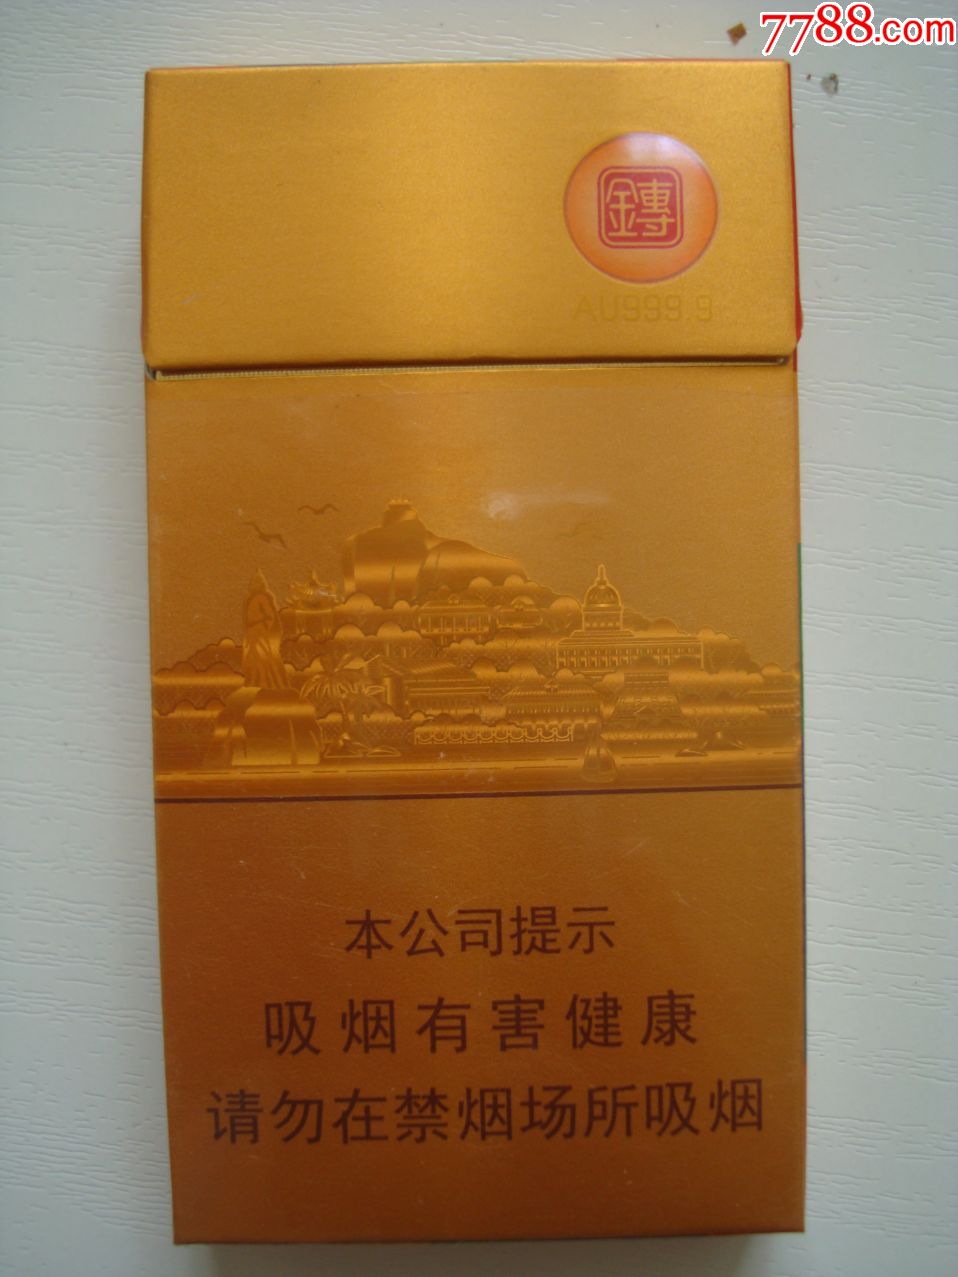 7788.com
鏄
AU999.9
本公司提示
吸烟有害健康
请勿在禁烟场所吸烟